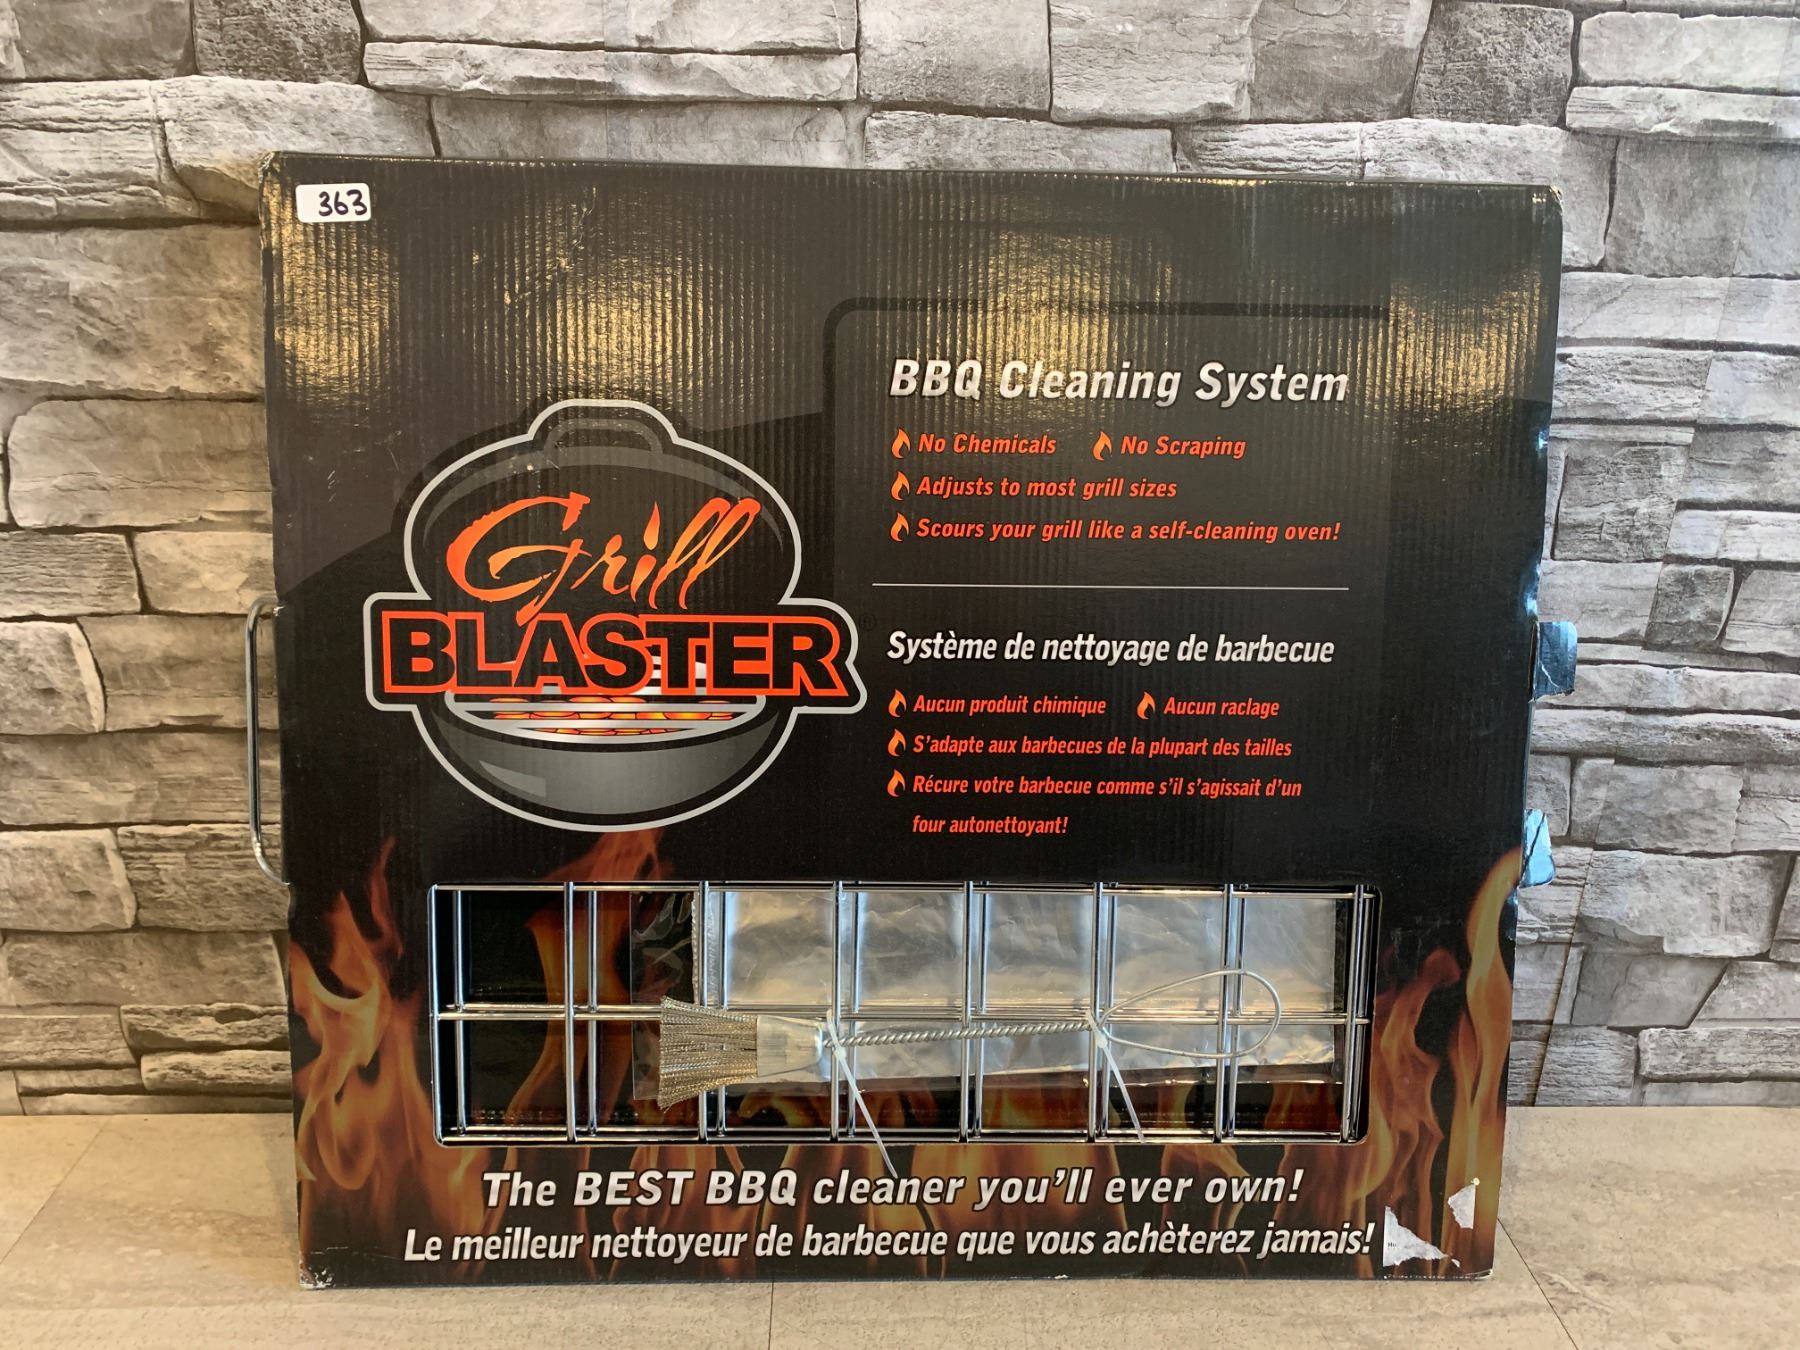 363
Grill
BLASTER
BBQ Cleaning System
No Chemicals No Scraping
Adjusts to most grill sizes
Scours your grill like a self-cleaning oven!
Système de nettoyage de barbecue
Aucun produit chimique Aucun raclage
S'adapte aux barbecues de la plupart des tailles
Récure votre barbecue comme s'il s'agissait d'un
four autonettoyant!
The BEST BBQ cleaner you'll ever own!
Le meilleur nettoyeur de barbecue que vous achèterez jamais!